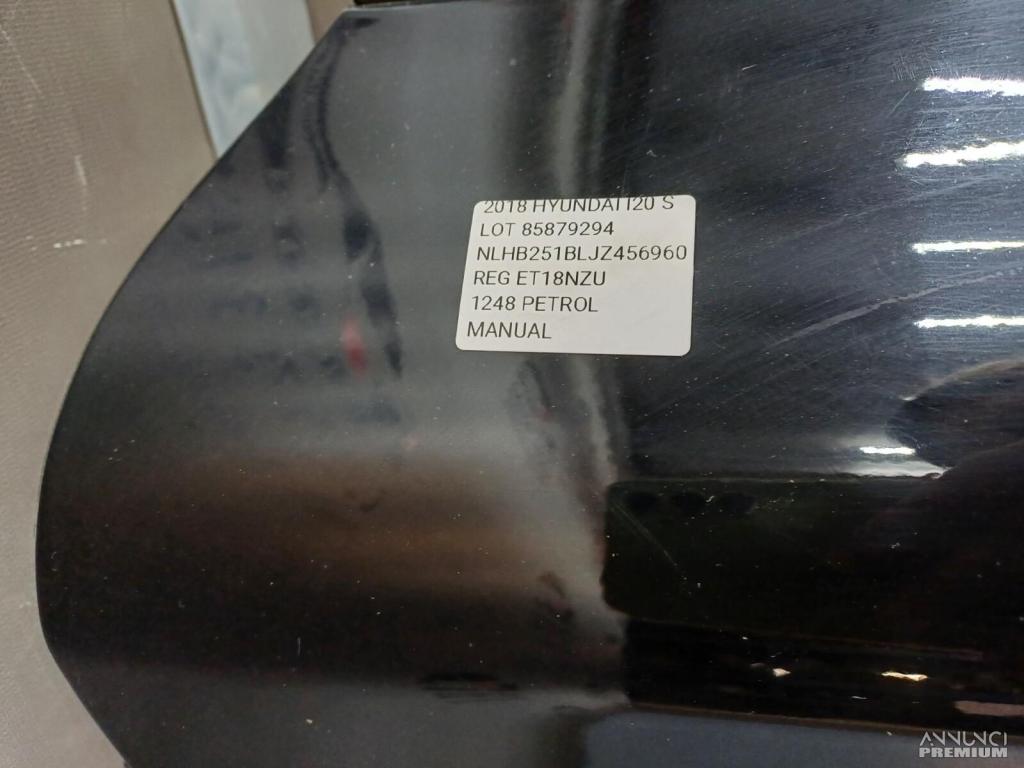 2018 HYUNDAI I20 S
LOT 85879294
NLHB251BLJZ456960
REG ET18NZU
1248 PETROL
MANUAL
ANNUNCI
PREMIUM